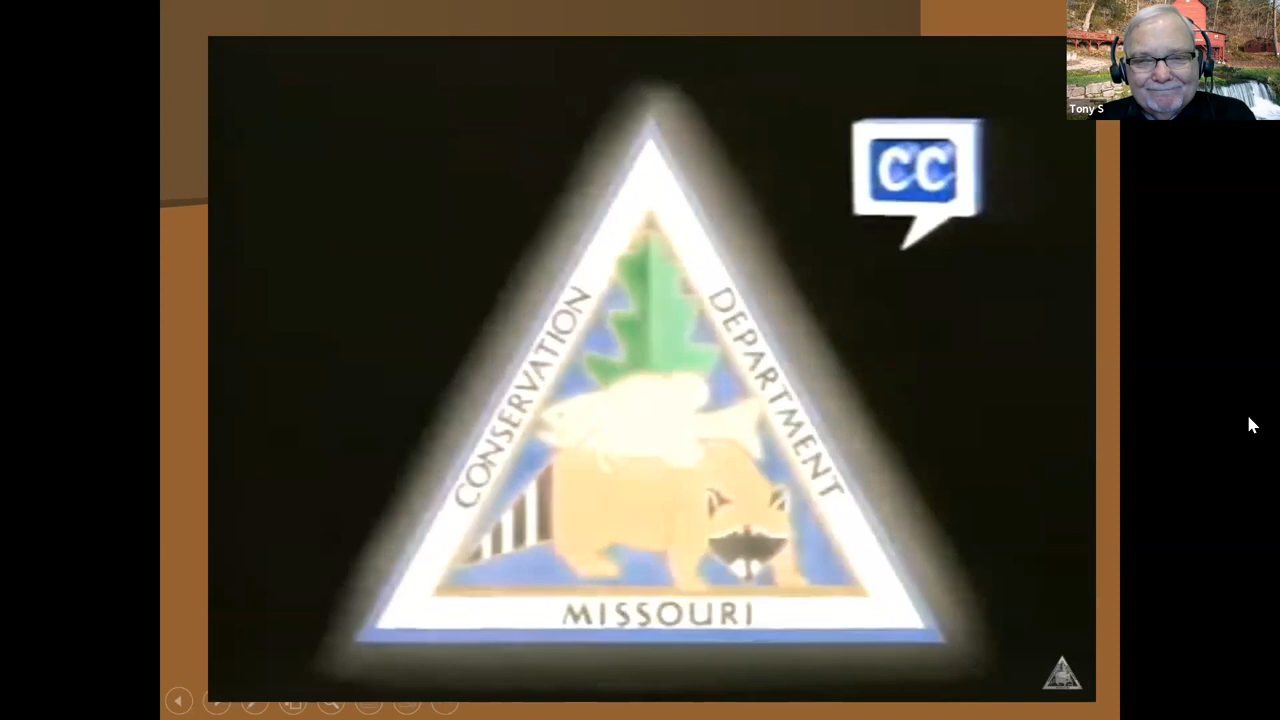 Tony S
CC
CONSERVATION
DEPARTMENT
MISSOURI